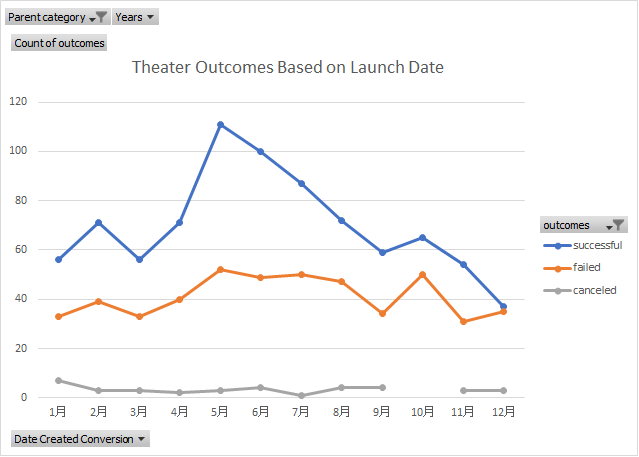 Parent category Years
Count of outcomes
Theater Outcomes Based on Launch Date
120
100
80
60
40
20
0
1月 2月 3月 4月 5月 6月 7月 8月 9月 10月 11月 12月
outcomes
successful
failed
canceled
Date Created Conversion